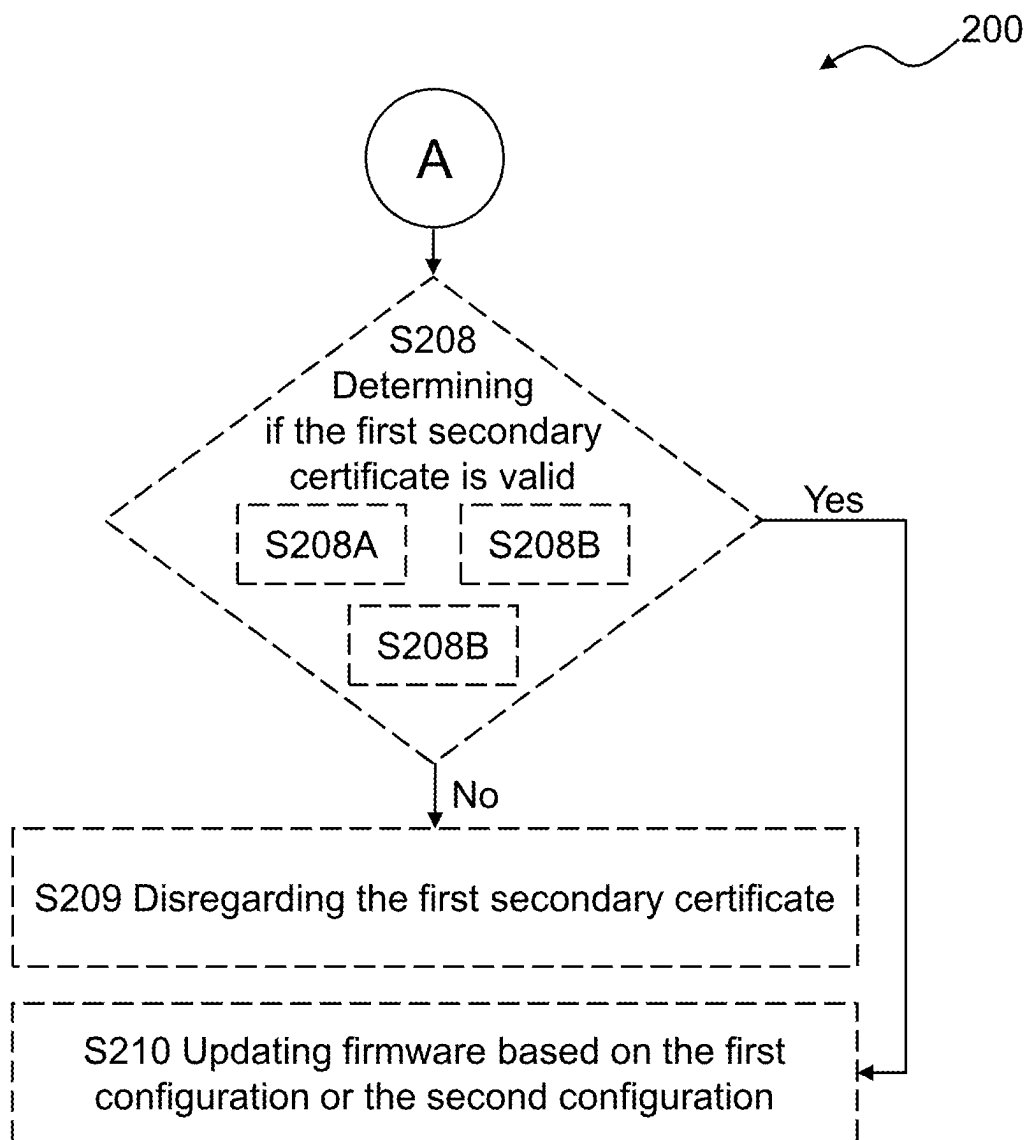 200
A
S208
Determining
if the first secondary
certificate is valid
S208A
S208B
S208B
Yes
No
S209 Disregarding the first secondary certificate
S210 Updating firmware based on the first
configuration or the second configuration